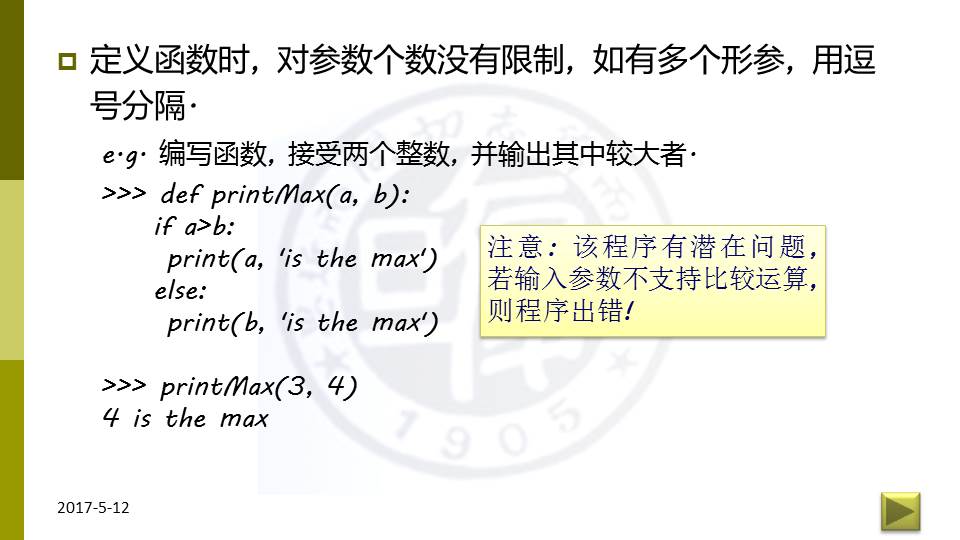 定义函数时，对参数个数没有限制，如有多个形参，用逗
号分隔.
e.g. 编写函数，接受两个整数，并输出其中较大者.
>>> def printMax(a, b):
if a>b:
print(a, 'is the max')
else:
print(b, 'is the max')
注意：该程序有潜在问题，
若输入参数不支持比较运算，
则程序出错！
>>> printMax(3, 4)
4 is the max
1905
2017-5-12